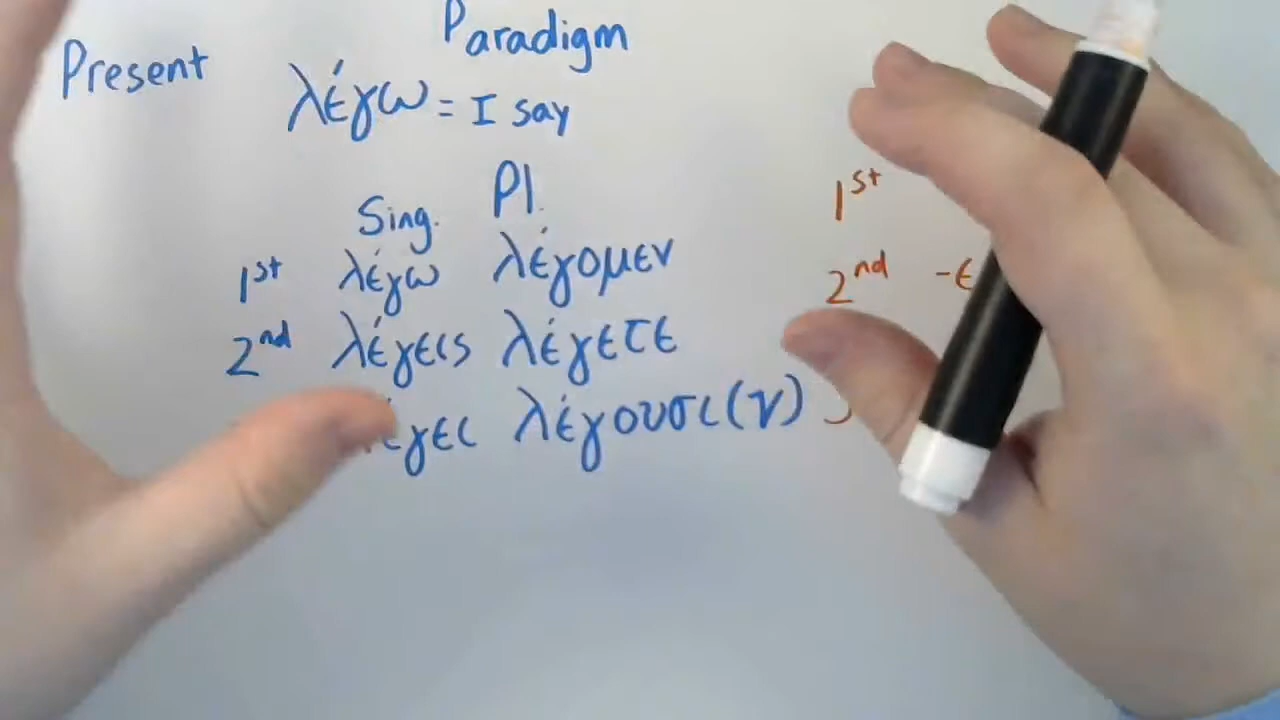 Paradigm
Present
λέγω = I say
Sing. Pl.
1st λέγω λέγομεν
2nd λέγεις λέγετε
λέγουσι(ν)
1st
2nd -ε